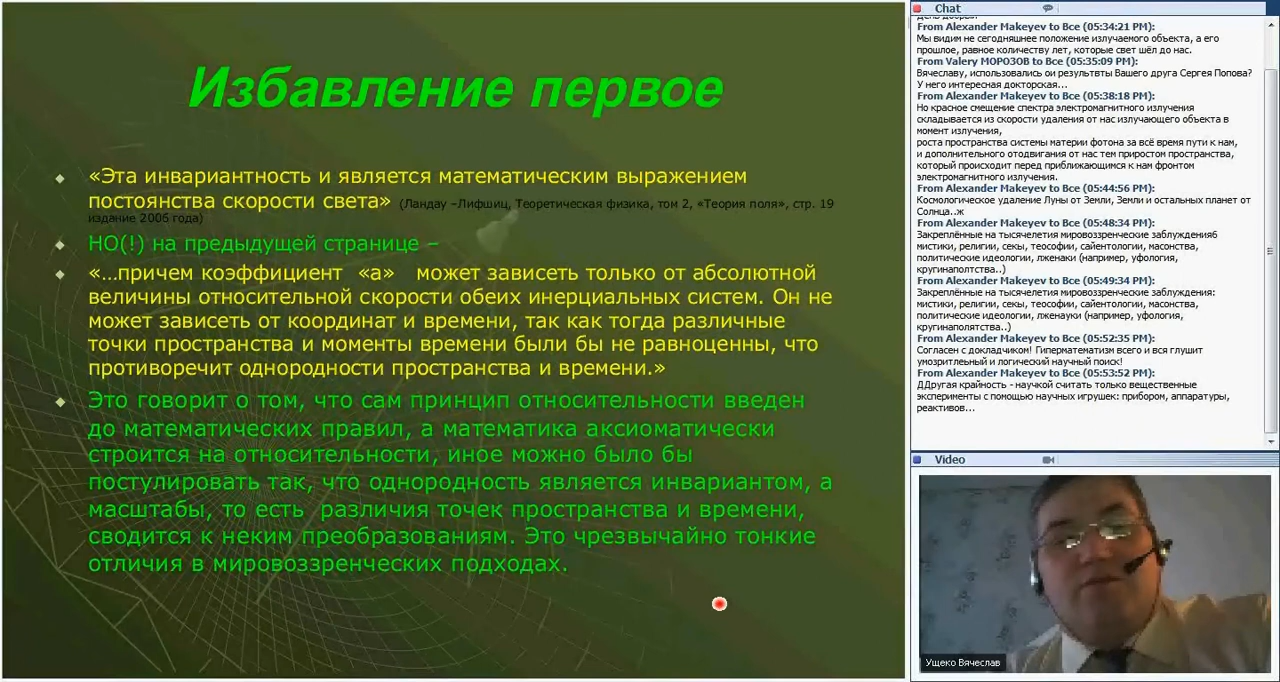 Избавление первое
«Эта инвариантность и является математическим выражением
постоянства скорости света» (Ландау –Лифшиц, Теоретическая физика, том 2, «Теория поля», стр. 19
издание 2006 года)
НО(!) на предыдущей странице –
«…причем коэффициент «а» может зависеть только от абсолютной
величины относительной скорости обеих инерциальных систем. Он не
может зависеть от координат и времени, так как тогда различные
точки пространства и моменты времени были бы не равноценны, что
противоречит однородности пространства и времени.»
Это говорит о том, что сам принцип относительности введен
до математических правил, а математика аксиоматически
строится на относительности, иное можно было бы
постулировать так, что однородность является инвариантом, а
масштабы, то есть различия точек пространства и времени,
сводится к неким преобразованиям. Это чрезвычайно тонкие
отличия в мировоззренческих подходах.
Chat
From Alexander Makeyev to Все (05:34:21 PM):
Мы видим не сегодняшнее положение излучаемого объекта, а его
прошлое, равное количеству лет, которые свет шёл до нас.
From Valery МОРОЗОВ to Все (05:35:09 PM):
Вячеславу, использовались ои результвты Вашего друга Сергея Попова?
У него интересная докторская...
From Alexander Makeyev to Все (05:38:18 PM):
Но красное смещение спектра электромагнитного излучения
складывается из скорости удаления от нас излучающего объекта в
момент излучения,
роста пространства системы материи фотона за всё время пути к нам,
и дополнительного отодвигания от нас тем приростом пространства,
который происходит перед приближающимся к нам фронтом
электромагнитного излучения.
From Alexander Makeyev to Все (05:44:56 PM):
Космологическое удаление Луны от Земли, Земли и остальных планет от
Солнца..ж
From Alexander Makeyev to Все (05:48:34 PM):
Закреплённые на тысячелетия мировоззренческие заблуждения6
мистики, религии, секы, теософии, сайентологии, масонства,
политические идеологии, лженаки (например, уфология,
кругинаполтства..)
From Alexander Makeyev to Все (05:49:34 PM):
Закреплённые на тысячелетия мировоззренческие заблуждения:
мистики, религии, секы, теософии, сайентологии, масонства,
политические идеологии, лженауки (например, уфология,
кругинаполятства..)
From Alexander Makeyev to Все (05:52:35 PM):
Согласен с докладчиком! Гиперматематизм всего и вся глушит
умозритлеьный и логический научный поиск!
From Alexander Makeyev to Все (05:53:52 PM):
ДДругая крайность - научкой считать только вещественные
эксперименты с помощью научных игрушек: прибором, аппаратуры,
реактивов...
Video
Ущеко Вячеслав